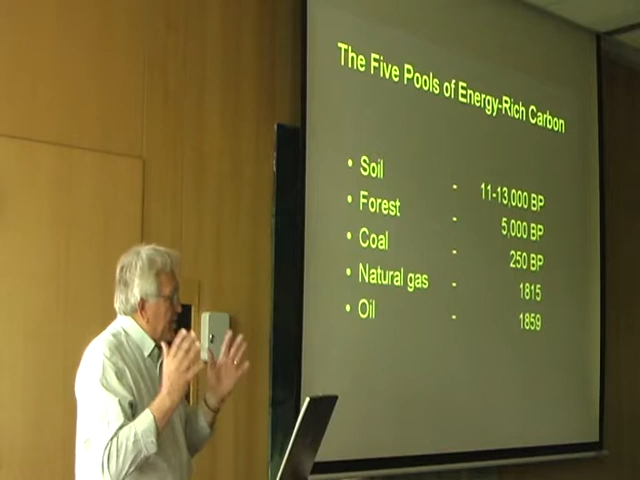 The Five Pools of Energy-Rich Carbon
• Soil - 11-13,000 BP
• Forest - 5,000 BP
• Coal - 250 BP
• Natural gas - 1815
• Oil - 1859